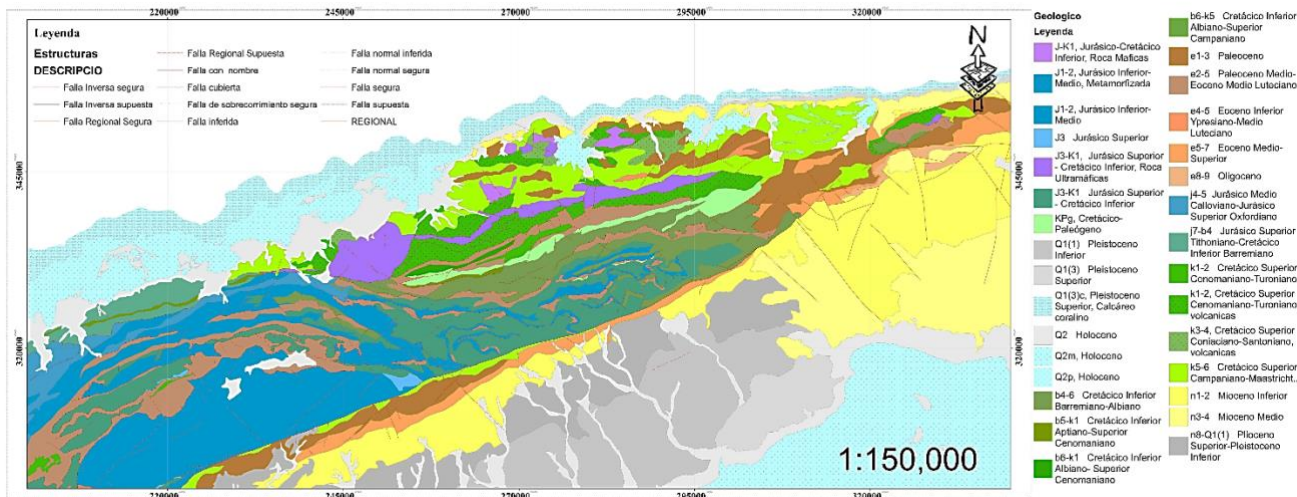 220000 245000 270000 295000 320000
Leyenda
Estructuras
DESCRIPCIO
Falla Inversa segura
Falla Inversa supuesta
Falla Regional Segura
Falla Regional Supuesta
Falla con nombre
Falla cubierta
Falla de sobrecorrimiento segura
Falla inferida
Falla normal inferida
Falla normal segura
Falla segura
Falla supuesta
REGIONAL
N
345000
345000
320000
320000
1:150,000
220000 245000 270000 295000 320000
Geologico
Leyenda
J-K1, Jurásico-Cretácico
Inferior, Roca Maficas
J1-2, Jurásico Inferior-
Medio, Metamorfizada
J1-2, Jurásico Inferior-
Medio
J3 Jurásico Superior
J3-K1, Jurásico Superior
- Cretácico Inferior, Roca
Ultramáficas
J3-K1 Jurásico Superior
- Cretácico Inferior
KPg, Cretácico-
Paleógeno
Q1(1) Pleistoceno
Inferior
Q1(3) Pleistoceno
Superior
Q1(3)c, Pleistoceno
Superior, Calcáreo
coralino
Q2 Holoceno
Q2m, Holoceno
Q2p, Holoceno
b4-6 Cretácico Inferior
Barremiano-Albiano
b5-k1 Cretácico Inferior
Aptiano-Superior
Cenomaniano
b6-k1 Cretácico Inferior
Albiano- Superior
Cenomaniano
b6-k5 Cretácico Inferior
Albiano-Superior
Campaniano
e1-3 Paleoceno
e2-5 Paleoceno Medio-
Eoceno Medio Luteciano
e4-5 Eoceno Inferior
Ypresiano-Medio
Luteciano
e5-7 Eoceno Medio-
Superior
e8-9 Oligoceno
j4-5 Jurásico Medio
Calloviano-Jurásico
Superior Oxfordiano
j7-b4 Jurásico Superior
Tithoniano-Cretácico
Inferior Barremiano
k1-2 Cretácico Superior
Cenomaniano-Turoniano
k1-2, Cretácico Superior
Cenomaniano-Turoniano
volcanicas
k3-4, Cretácico Superior
Coniaciano-Santoniano,
volcanicas
k5-6 Cretácico Superior
Campaniano-Maastricht..
n1-2 Mioceno Inferior
n3-4 Mioceno Medio
n8-Q1(1) Plioceno
Superior-Pleistoceno
Inferior